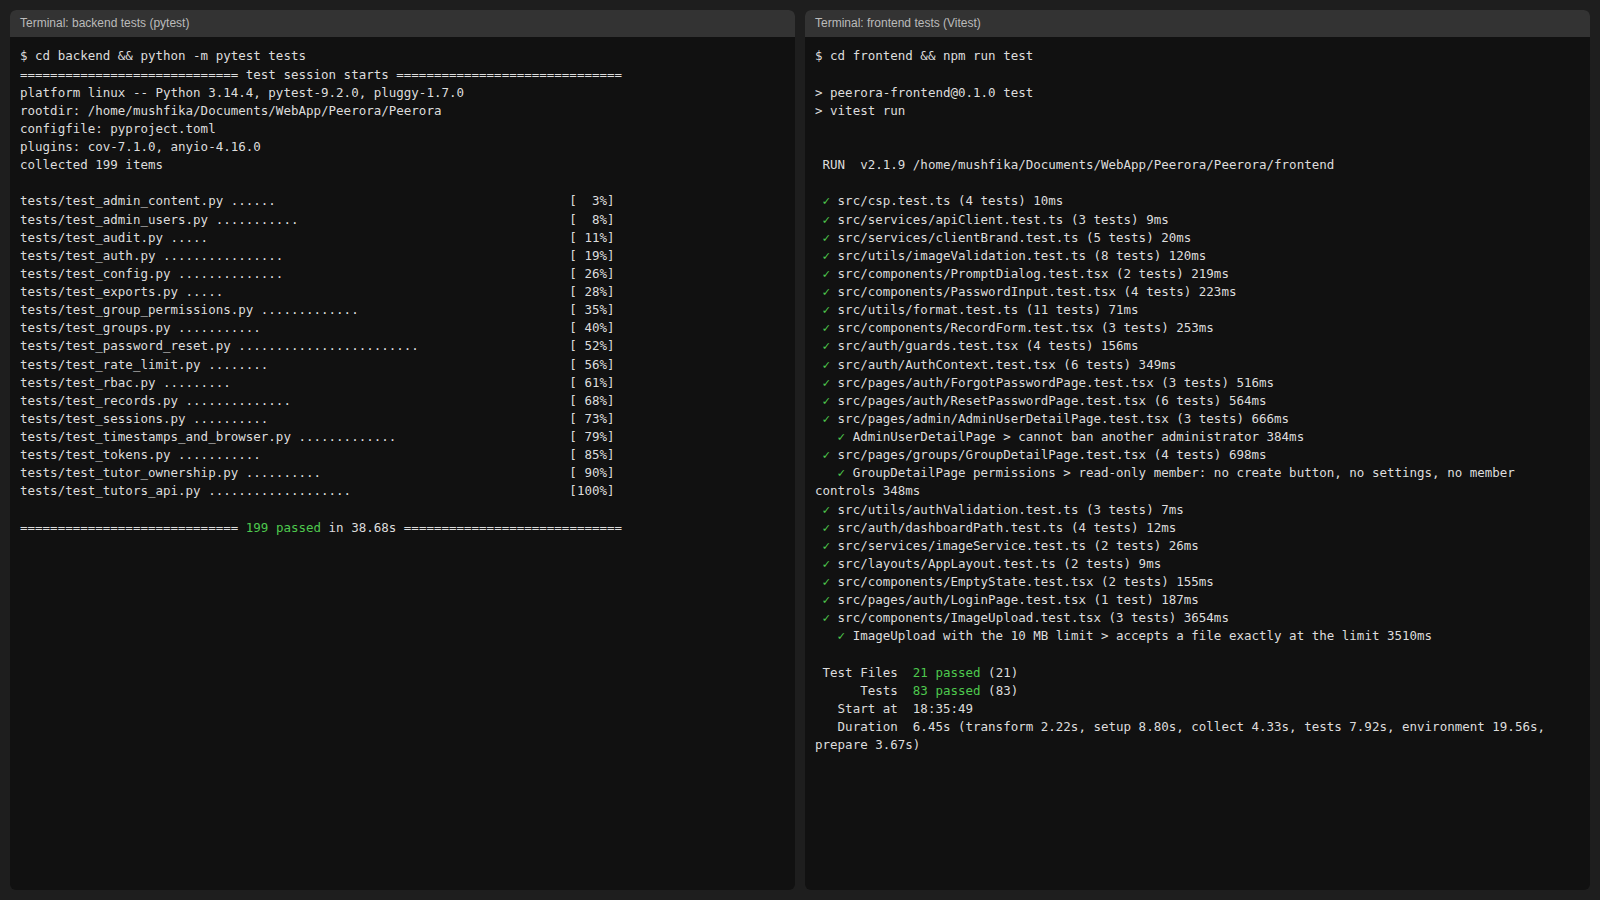 Terminal: backend tests (pytest)
$ cd backend && python -m pytest tests
============================= test session starts ==============================
platform linux -- Python 3.14.4, pytest-9.2.0, pluggy-1.7.0
rootdir: /home/mushfika/Documents/WebApp/Peerora/Peerora
configfile: pyproject.toml
plugins: cov-7.1.0, anyio-4.16.0
collected 199 items
tests/test_admin_content.py ...... [  3%]
tests/test_admin_users.py ........... [  8%]
tests/test_audit.py ..... [ 11%]
tests/test_auth.py ................ [ 19%]
tests/test_config.py .............. [ 26%]
tests/test_exports.py ..... [ 28%]
tests/test_group_permissions.py ............. [ 35%]
tests/test_groups.py ........... [ 40%]
tests/test_password_reset.py ........................ [ 52%]
tests/test_rate_limit.py ........ [ 56%]
tests/test_rbac.py ......... [ 61%]
tests/test_records.py .............. [ 68%]
tests/test_sessions.py .......... [ 73%]
tests/test_timestamps_and_browser.py ............. [ 79%]
tests/test_tokens.py ........... [ 85%]
tests/test_tutor_ownership.py .......... [ 90%]
tests/test_tutors_api.py ................... [100%]
============================= 199 passed in 38.68s =============================
Terminal: frontend tests (Vitest)
$ cd frontend && npm run test
> peerora-frontend@0.1.0 test
> vitest run
RUN  v2.1.9 /home/mushfika/Documents/WebApp/Peerora/Peerora/frontend
✓ src/csp.test.ts (4 tests) 10ms
✓ src/services/apiClient.test.ts (3 tests) 9ms
✓ src/services/clientBrand.test.ts (5 tests) 20ms
✓ src/utils/imageValidation.test.ts (8 tests) 120ms
✓ src/components/PromptDialog.test.tsx (2 tests) 219ms
✓ src/components/PasswordInput.test.tsx (4 tests) 223ms
✓ src/utils/format.test.ts (11 tests) 71ms
✓ src/components/RecordForm.test.tsx (3 tests) 253ms
✓ src/auth/guards.test.tsx (4 tests) 156ms
✓ src/auth/AuthContext.test.tsx (6 tests) 349ms
✓ src/pages/auth/ForgotPasswordPage.test.tsx (3 tests) 516ms
✓ src/pages/auth/ResetPasswordPage.test.tsx (6 tests) 564ms
✓ src/pages/admin/AdminUserDetailPage.test.tsx (3 tests) 666ms
✓ AdminUserDetailPage > cannot ban another administrator 384ms
✓ src/pages/groups/GroupDetailPage.test.tsx (4 tests) 698ms
✓ GroupDetailPage permissions > read-only member: no create button, no settings, no member
controls 348ms
✓ src/utils/authValidation.test.ts (3 tests) 7ms
✓ src/auth/dashboardPath.test.ts (4 tests) 12ms
✓ src/services/imageService.test.ts (2 tests) 26ms
✓ src/layouts/AppLayout.test.ts (2 tests) 9ms
✓ src/components/EmptyState.test.tsx (2 tests) 155ms
✓ src/pages/auth/LoginPage.test.tsx (1 test) 187ms
✓ src/components/ImageUpload.test.tsx (3 tests) 3654ms
✓ ImageUpload with the 10 MB limit > accepts a file exactly at the limit 3510ms
Test Files  21 passed (21)
Tests  83 passed (83)
Start at  18:35:49
Duration  6.45s (transform 2.22s, setup 8.80s, collect 4.33s, tests 7.92s, environment 19.56s,
prepare 3.67s)